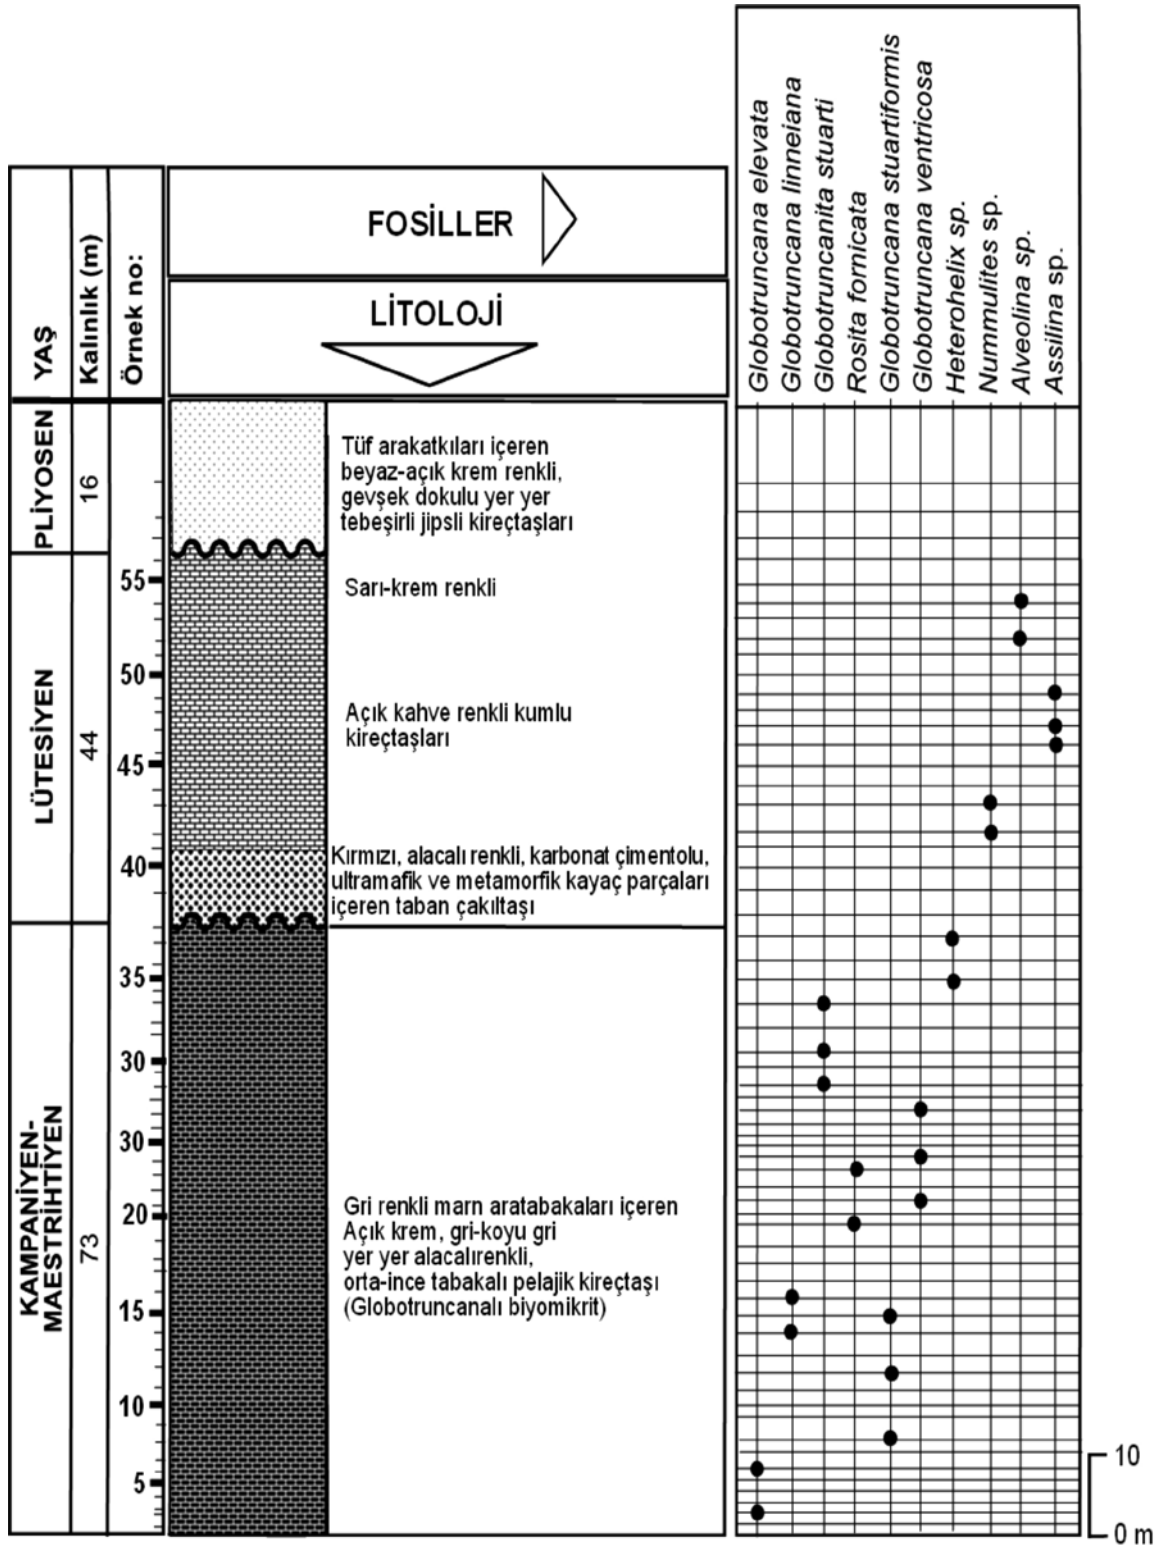 YAŞ
Kalınlık (m)
Örnek no:
FOSİLLER
LİTOLOJİ
Globotruncana elevata
Globotruncana linneiana
Globotruncanita stuarti
Rosita fornicata
Globotruncana stuartiformis
Globotruncana ventricosa
Heterohelix sp.
Nummulites sp.
Alveolina sp.
Assilina sp.
PLİYOSEN
16
Tüf arakatkıları içeren
beyaz-açık krem renkli,
gevşek dokulu yer yer
tebeşirli jipsli kireçtaşları
LÜTESİYEN
44
55
50
45
40
Sarı-krem renkli
Açık kahve renkli kumlu
kireçtaşları
Kırmızı, alacalı renkli, karbonat çimentolu,
ultramafik ve metamorfik kayaç parçaları
içeren taban çakıltaşı
KAMPANİYEN-
MAESTRİHTİYEN
73
35
30
30
20
15
10
5
Gri renkli marn aratabakaları içeren
Açık krem, gri-koyu gri
yer yer alacalırenkli,
orta-ince tabakalı pelajik kireçtaşı
(Globotruncanalı biyomikrit)
10
0 m